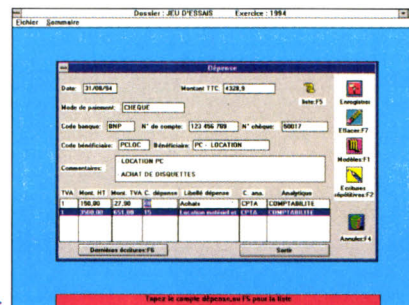 Dossier : JEU D'ESSAIS Exercice : 1994
Fichier Sommaire
Dépense
Date: 31/08/94 Montant TTC: 4328,9
liste:F5 Enregistrer
Mode de paiement: CHEQUE
Effacer:F7
Code banque: BNP N° de compte: 123 456 789 N° chèque: 90017
Code bénéficiaire: PCLOC Bénéficiaire: PC - LOCATION
Modèles:F1
Commentaires: LOCATION PC
ACHAT DE DISQUETTES
Ecritures répétitives:F2
TVA Mont. HT Mont. TVA C. dépense Libellé dépense C. ana. Analytique
1 150,00 27,90 Achats CPTA COMPTABILITE
1 3500,00 651,00 15 Location matériel et CPTA COMPTABILITE
Annuler:F4
Dernières écritures:F6 Sortie
Tapez le compte dépense,ou F5 pour la liste